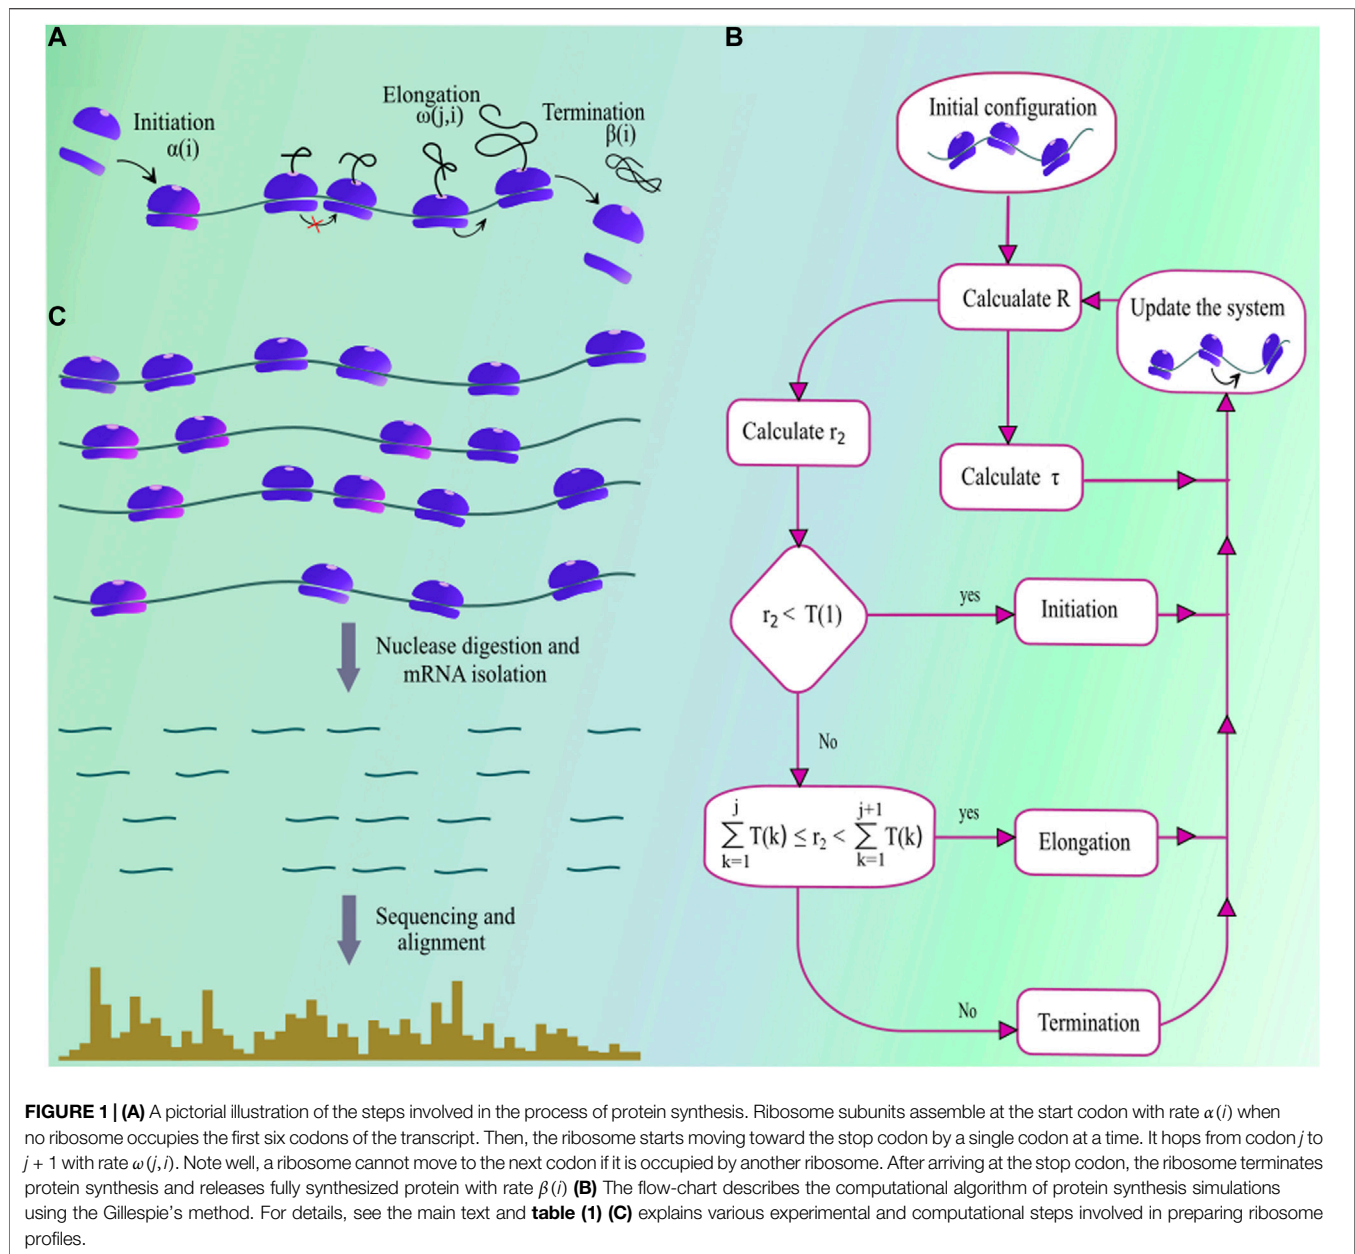 A
Initiation
α(i)
Elongation
ω(j,i)
Termination
β(i)
C
Nuclease digestion and
mRNA isolation
Sequencing and
alignment
B
Initial configuration
Calcualate R
Update the system
Calculate r₂
Calculate τ
r₂ < T(1)
yes
Initiation
No
j
∑ T(k) ≤ r₂ < ∑ T(k)
k=1
j+1
k=1
yes
Elongation
No
Termination
FIGURE 1 | (A) A pictorial illustration of the steps involved in the process of protein synthesis. Ribosome subunits assemble at the start codon with rate α(i) when
no ribosome occupies the first six codons of the transcript. Then, the ribosome starts moving toward the stop codon by a single codon at a time. It hops from codon j to
j + 1 with rate ω(j,i). Note well, a ribosome cannot move to the next codon if it is occupied by another ribosome. After arriving at the stop codon, the ribosome terminates
protein synthesis and releases fully synthesized protein with rate β(i) (B) The flow-chart describes the computational algorithm of protein synthesis simulations
using the Gillespie's method. For details, see the main text and table (1) (C) explains various experimental and computational steps involved in preparing ribosome
profiles.